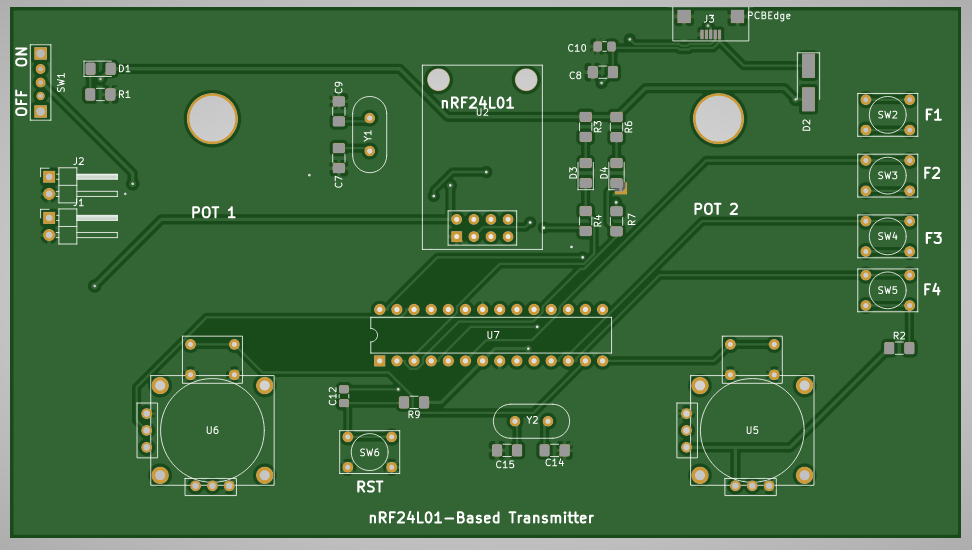 J3
PCBEdge
ON
OFF
SW1
D1
R1
C10
C8
D2
C9
Y1
C7
nRF24L01
U2
R3
R6
D3
D4
R4
R7
SW2
F1
SW3
F2
SW4
F3
SW5
F4
J2
J1
POT 1
POT 2
U7
R2
C12
R9
Y2
U6
U5
SW6
C15
C14
RST
nRF24L01-Based Transmitter